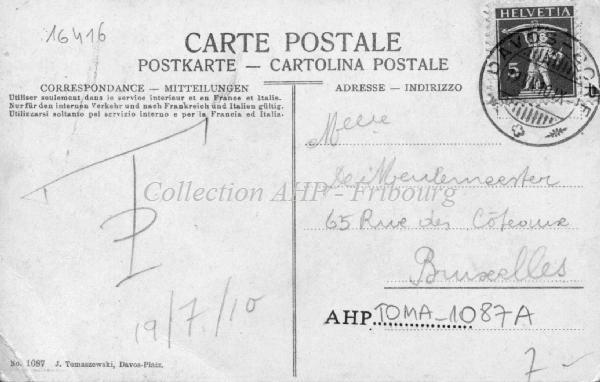 16416
CARTE POSTALE
POSTKARTE — CARTOLINA POSTALE
CORRESPONDANCE — MITTEILUNGEN
Utiliser seulement dans le service interieur et en France et Italie.
Nur für den internen Verkehr und nach Frankreich und Italien gültig.
Utilizzarsi soltanto pel servizio interno e per la Francia ed Italia.
ADRESSE — INDIRIZZO
HELVETIA
5
DAVOS
Collection AHP - Fribourg
T
19/7/10
Melle
De Meulemeester
65 Rue des Côteaux
Bruxelles
AHP TOMA-1087A
7-
No. 1087 J. Tomaszewski, Davos-Platz.